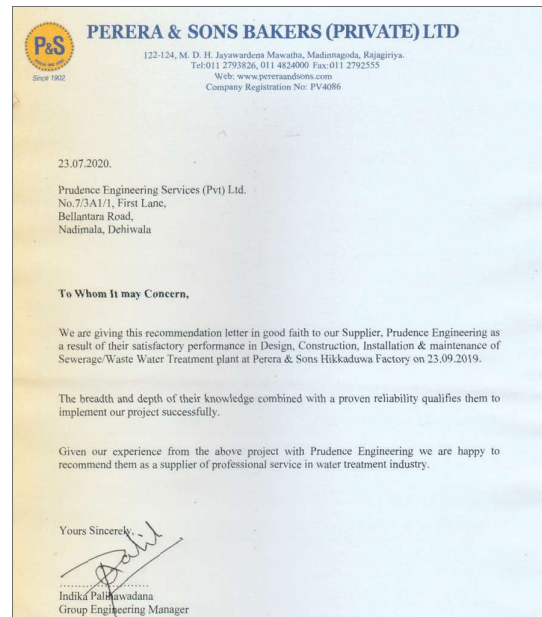 P&S
Since 1902
PERERA & SONS BAKERS (PRIVATE) LTD
122-124, M. D. H. Jayawardena Mawatha, Madinnagoda, Rajagiriya.
Tel:011 2793826, 011 4824000 Fax:011 2792555
Web: www.pereraandsons.com
Company Registration No: PV4086
23.07.2020.
Prudence Engineering Services (Pvt) Ltd.
No.7/3A1/1, First Lane,
Bellantara Road,
Nadimala, Dehiwala
To Whom It may Concern,
We are giving this recommendation letter in good faith to our Supplier, Prudence Engineering as
a result of their satisfactory performance in Design, Construction, Installation & maintenance of
Sewerage/Waste Water Treatment plant at Perera & Sons Hikkaduwa Factory on 23.09.2019.
The breadth and depth of their knowledge combined with a proven reliability qualifies them to
implement our project successfully.
Given our experience from the above project with Prudence Engineering we are happy to
recommend them as a supplier of professional service in water treatment industry.
Yours Sincerely,
Indika Palihawadana
Group Engineering Manager